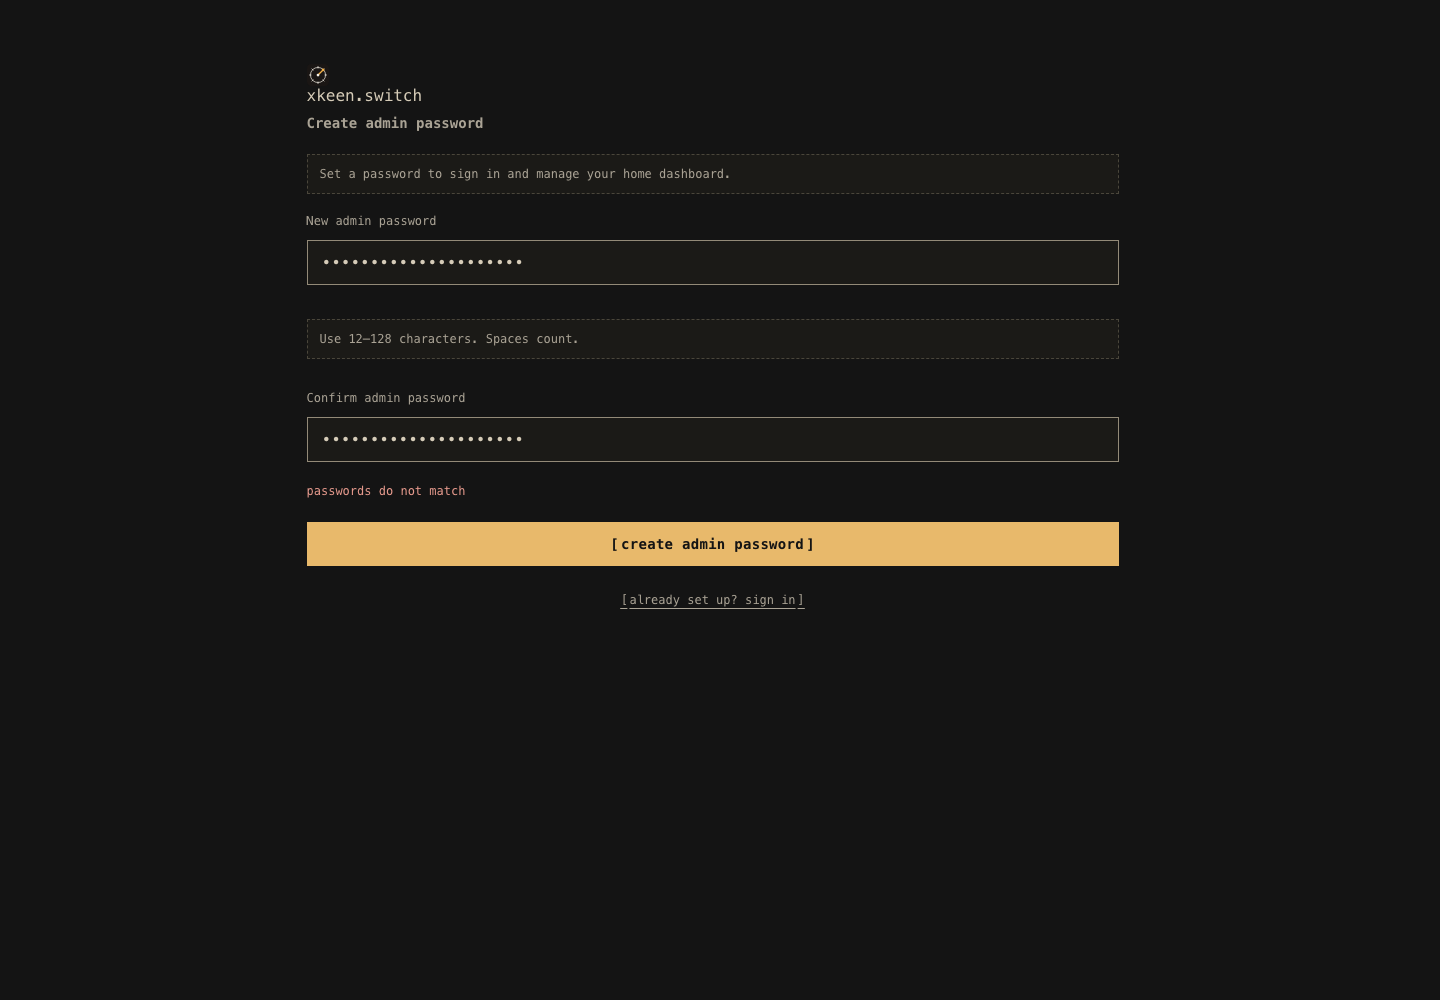 xkeen.switch
Create admin password
Set a password to sign in and manage your home dashboard.
New admin password
•••••••••••••••••••••
Use 12–128 characters. Spaces count.
Confirm admin password
•••••••••••••••••••••
passwords do not match
[create admin password]
[already set up? sign in]